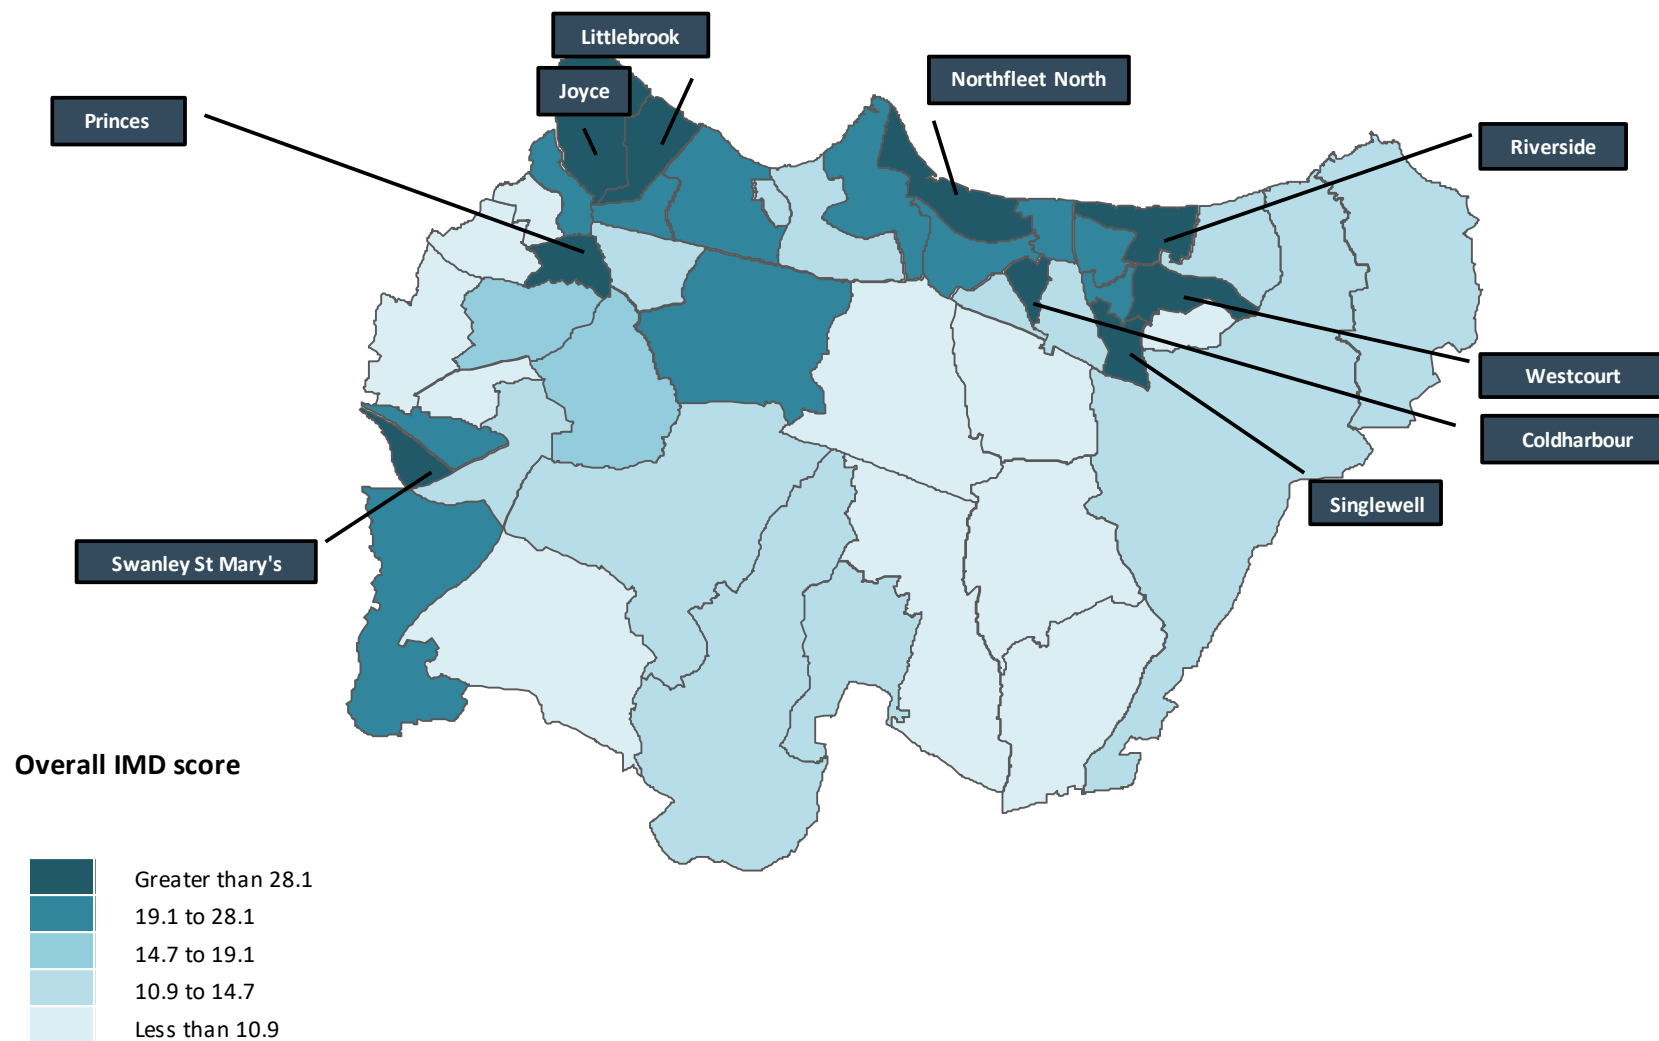 Littlebrook
Joyce
Northfleet North
Princes
Riverside
Westcourt
Coldharbour
Singlewell
Swanley St Mary's
Overall IMD score
Greater than 28.1
19.1 to 28.1
14.7 to 19.1
10.9 to 14.7
Less than 10.9